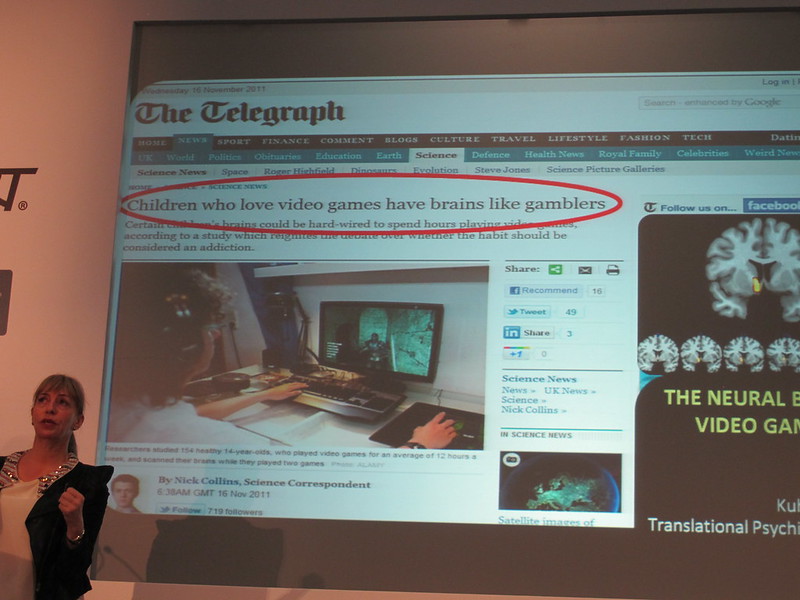 Wednesday 16 November 2011
Log in
The Telegraph
Search - enhanced by Google
HOME NEWS SPORT FINANCE COMMENT BLOGS CULTURE TRAVEL LIFESTYLE FASHION TECH Datin
UK World Politics Obituaries Education Earth Science Defence Health News Royal Family Celebrities Weird News
Science News Space Roger Highfield Dinosaurs Evolution Steve Jones Science Picture Galleries
HOME » SCIENCE » SCIENCE NEWS
Children who love video games have brains like gamblers
Certain children's brains could be hard-wired to spend hours playing video games,
according to a study which reignites the debate over whether the habit should be
considered an addiction.
Researchers studied 154 healthy 14-year-olds, who played video games for an average of 12 hours a
week, and scanned their brains while they played two games PHOTO: ALAMY
By Nick Collins, Science Correspondent
6:38AM GMT 16 Nov 2011
Follow 719 followers
Share:
Recommend 16
Tweet 49
in Share 3
+1 0
Science News
News » UK News »
Science »
Nick Collins »
IN SCIENCE NEWS
Satellite images of
Follow us on... facebook
THE NEURAL B
VIDEO GAM
Kuh
Translational Psychi
®